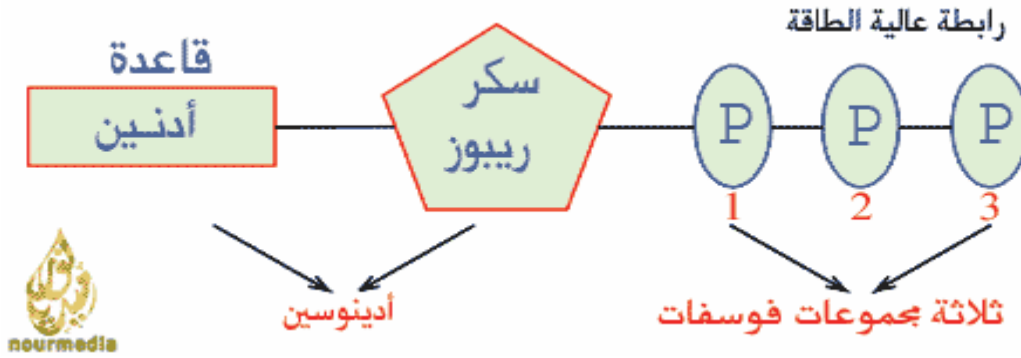 رابطة عالية الطاقة
قاعدة
أدنين
سكر
ريبوز
P
P
P
1
2
3
أدينوسين
ثلاثة مجموعات فوسفات
nourmedia